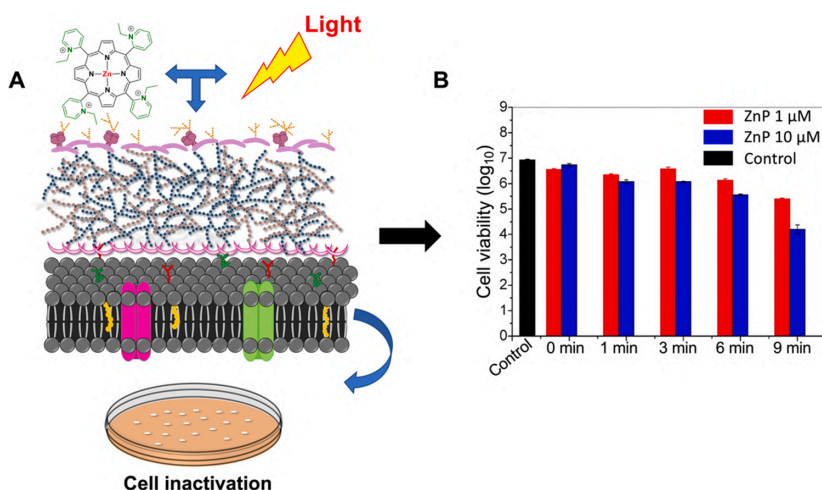 Light
A
N
⊕
N
⊕
N
N
Zn
N
N
N
⊕
N
⊕
Cell inactivation
B
ZnP 1 μM
ZnP 10 μM
Control
Cell viability (log10)
9
8
7
6
5
4
3
2
1
0
Control
0 min
1 min
3 min
6 min
9 min